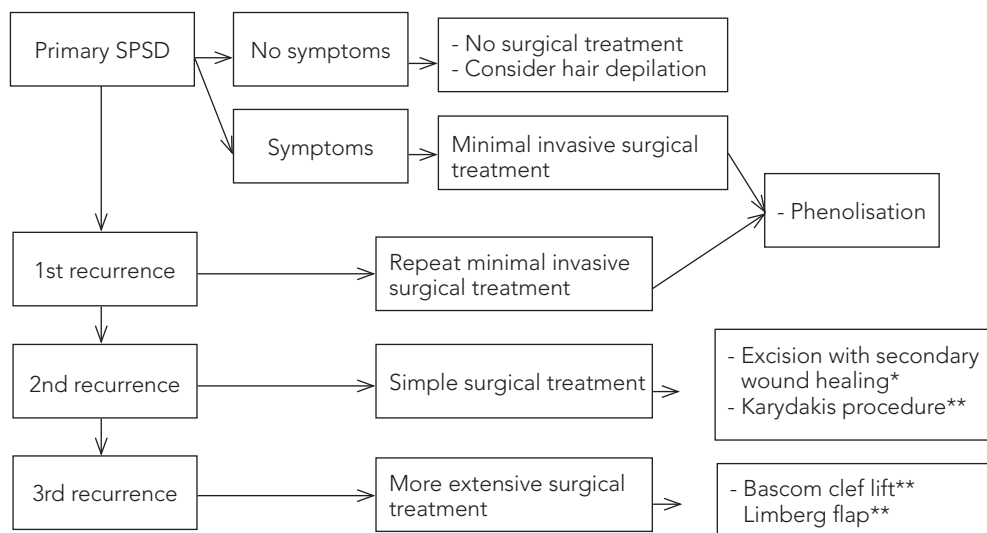 Primary SPSD
No symptoms
- No surgical treatment
- Consider hair depilation
Symptoms
Minimal invasive surgical
treatment
- Phenolisation
1st recurrence
Repeat minimal invasive
surgical treatment
2nd recurrence
Simple surgical treatment
- Excision with secondary
wound healing*
- Karydakis procedure**
3rd recurrence
More extensive surgical
treatment
- Bascom clef lift**
Limberg flap**